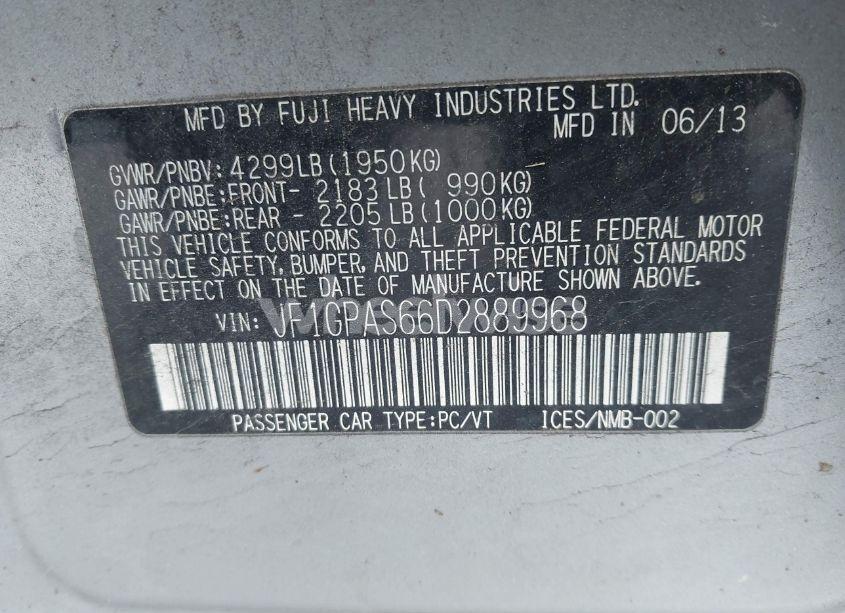 MFD BY FUJI HEAVY INDUSTRIES LTD.
MFD IN 06/13
GVWR/PNBV: 4299LB (1950KG)
GAWR/PNBE:FRONT- 2183 LB ( 990KG)
GAWR/PNBE:REAR - 2205 LB (1000KG)
THIS VEHICLE CONFORMS TO ALL APPLICABLE FEDERAL MOTOR
VEHICLE SAFETY, BUMPER, AND THEFT PREVENTION STANDARDS
IN EFFECT ON THE DATE OF MANUFACTURE SHOWN ABOVE.
VIN: JF1GPAS66D2889968
PASSENGER CAR TYPE:PC/VT ICES/NMB-002